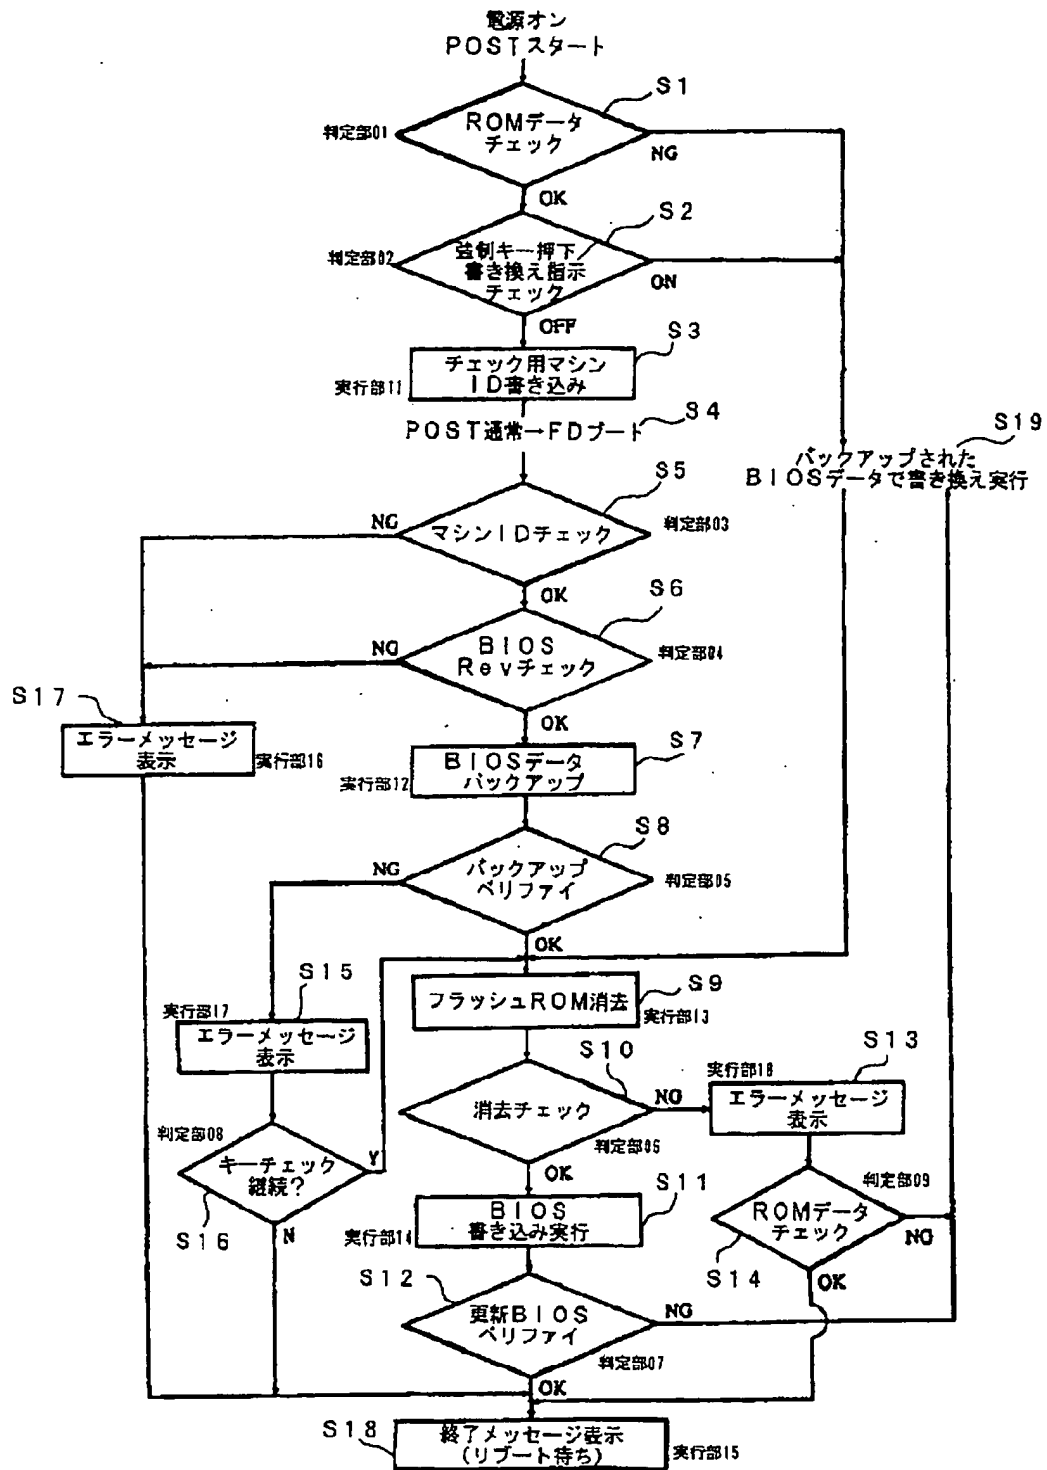 電源オン
POSTスタート
S1
判定部01
ROMデータ
チェック
NG
OK
S2
判定部02
強制キー押下
書き換え指示
チェック
ON
OFF
S3
チェック用マシン
ID書き込み
実行部11
S4
POST通常→FDブート
S19
バックアップされた
BIOSデータで書き換え実行
S5
NG
マシンIDチェック
判定部03
OK
S6
NG
BIOS
Revチェック
判定部04
OK
S17
エラーメッセージ
表示
実行部16
S7
BIOSデータ
バックアップ
実行部12
S8
NG
バックアップ
ベリファイ
判定部05
OK
S15
実行部17
エラーメッセージ
表示
S9
フラッシュROM消去
実行部13
S10
消去チェック
NG
判定部06
OK
実行部18
S13
エラーメッセージ
表示
判定部08
キーチェック
継続?
Y
S16
N
S11
BIOS
書き込み実行
実行部14
判定部09
ROMデータ
チェック
NG
S14
OK
S12
更新BIOS
ベリファイ
NG
判定部07
OK
S18
終了メッセージ表示
(リブート待ち)
実行部15